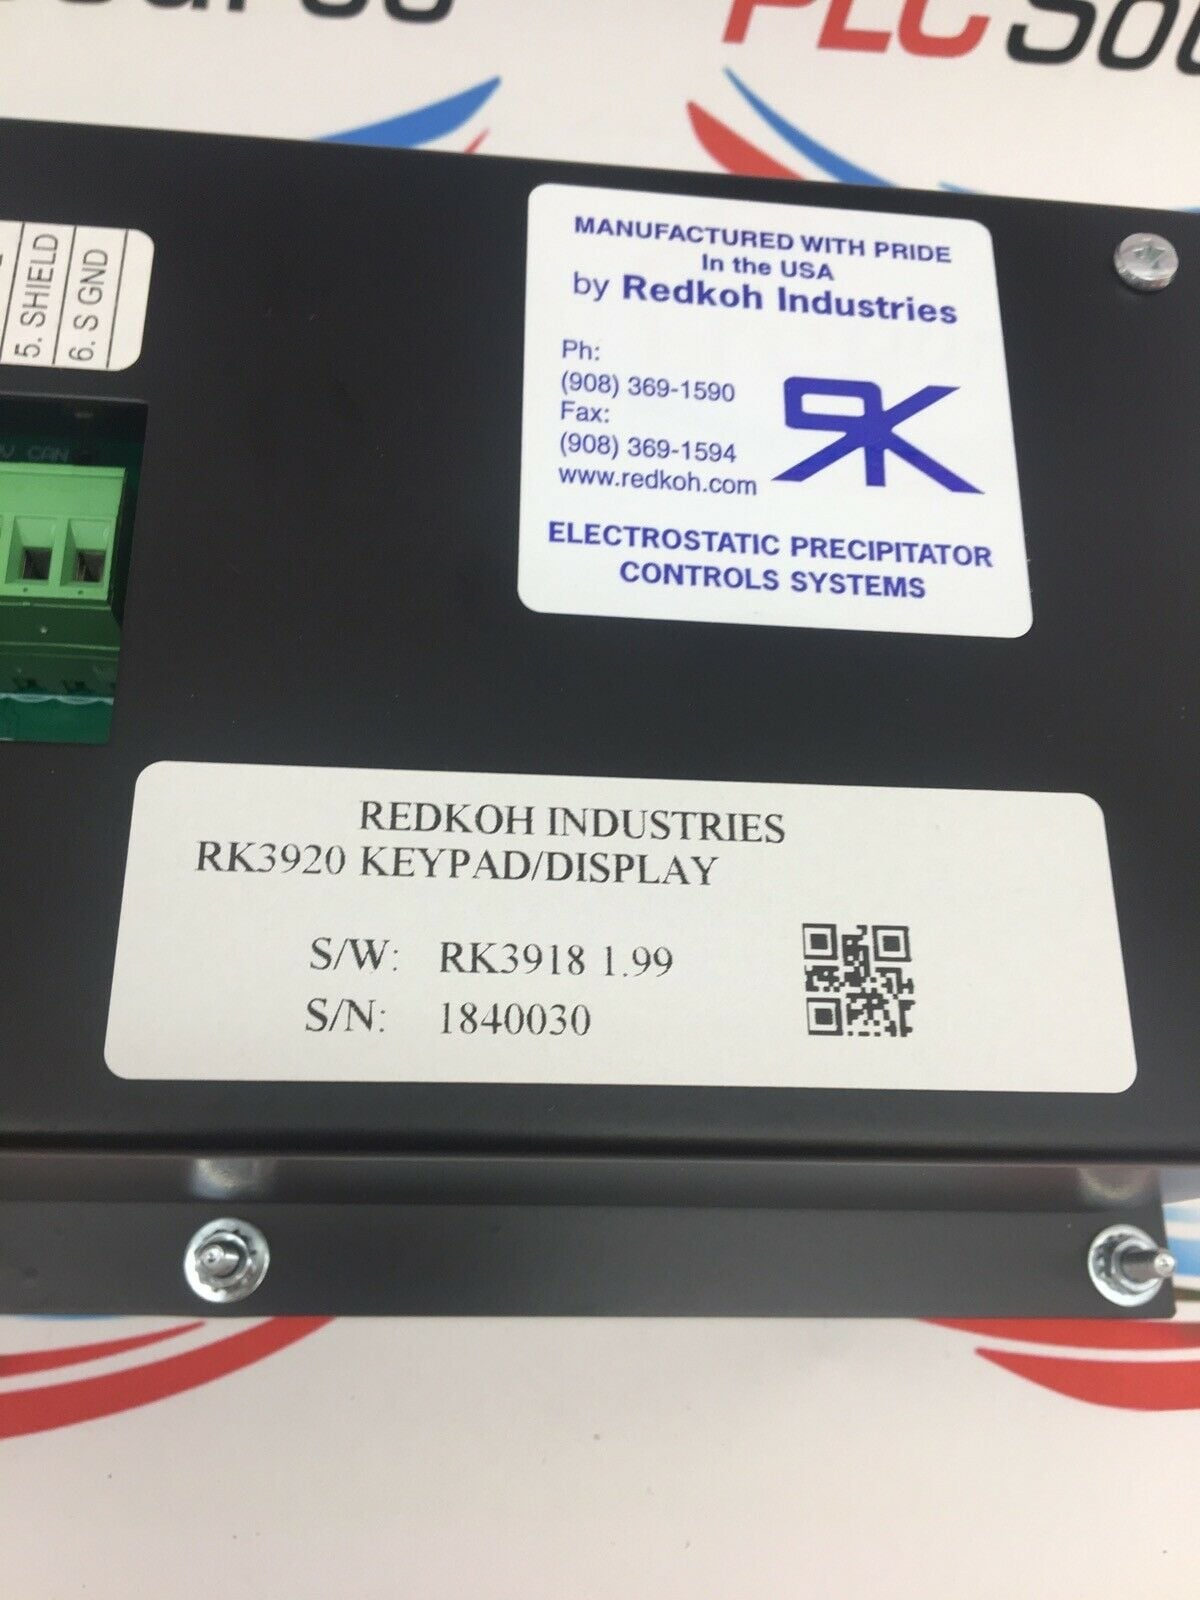 PLC
5. SHIELD
6. S GND
CAN
MANUFACTURED WITH PRIDE
In the USA
by Redkoh Industries
Ph:
(908) 369-1590
Fax:
(908) 369-1594
www.redkoh.com
RK
ELECTROSTATIC PRECIPITATOR
CONTROLS SYSTEMS
REDKOH INDUSTRIES
RK3920 KEYPAD/DISPLAY
S/W: RK3918 1.99
S/N: 1840030